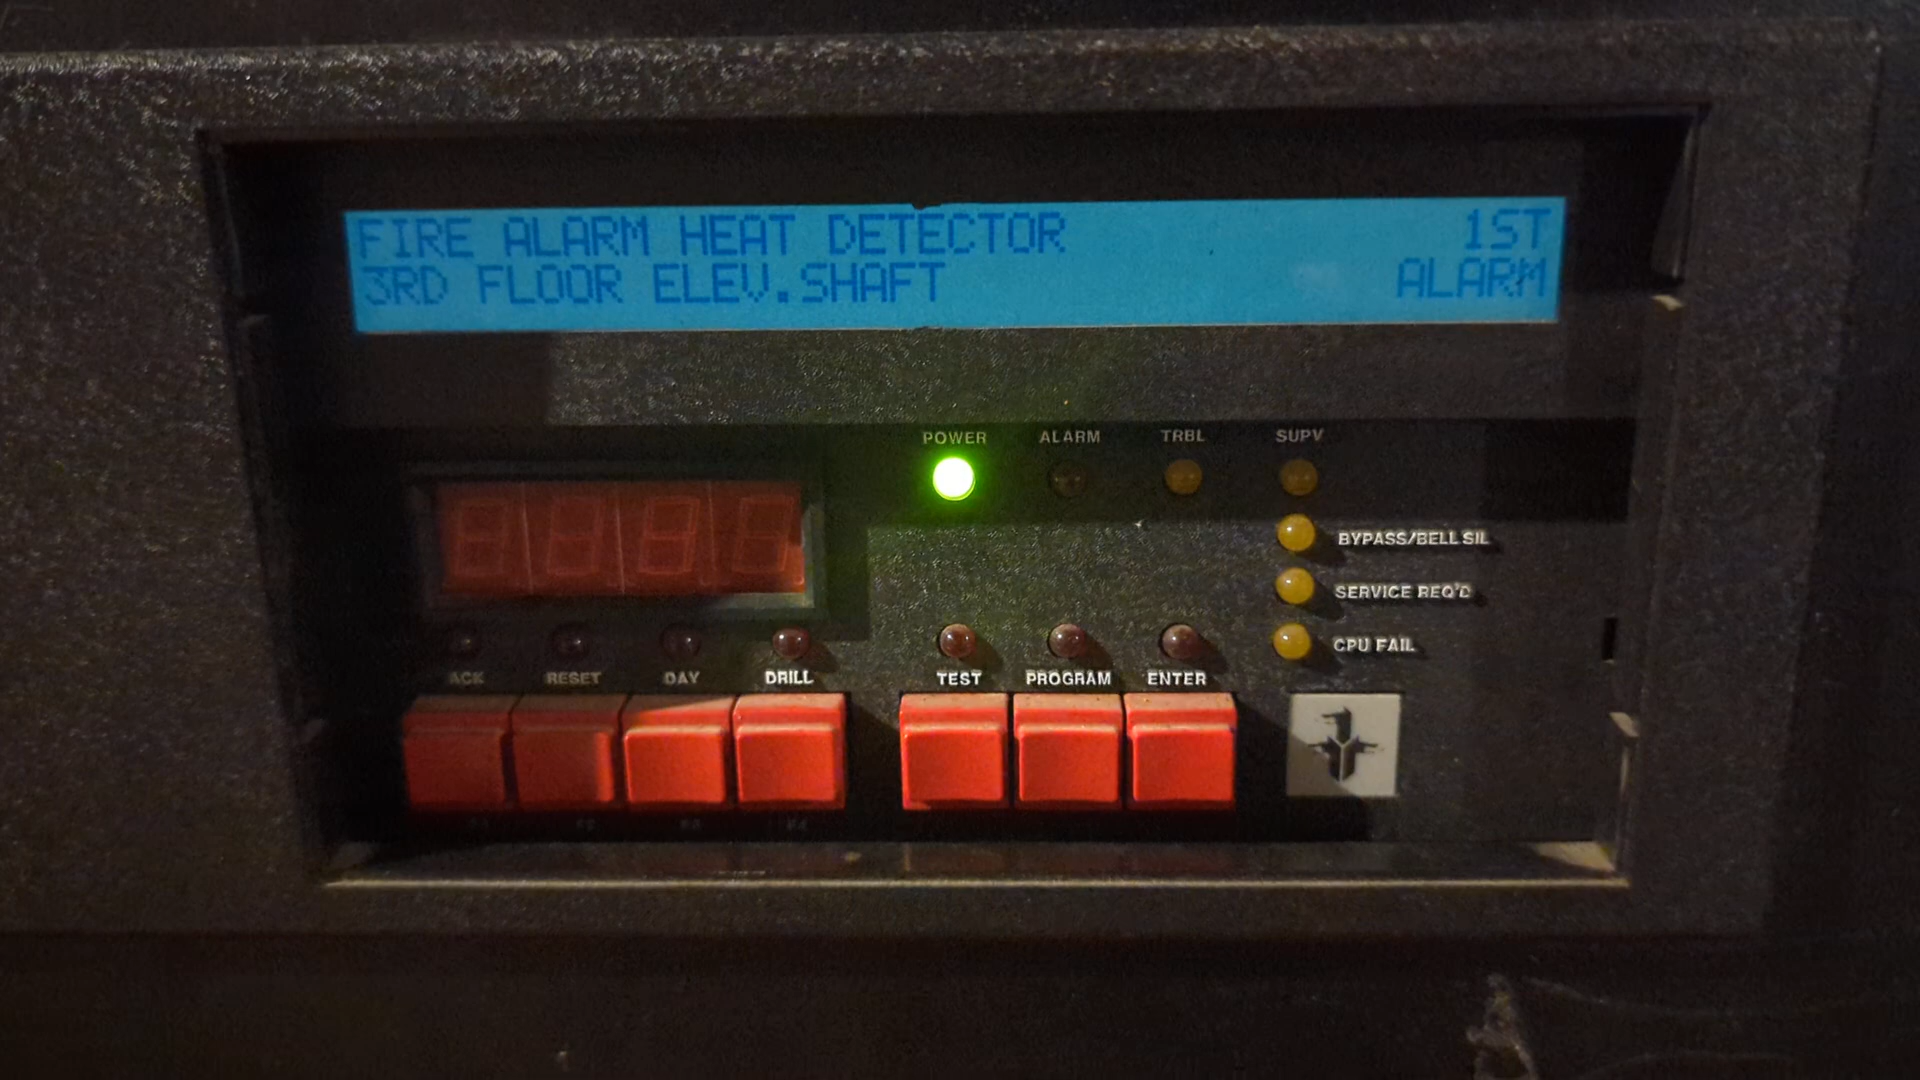 FIRE ALARM HEAT DETECTOR 1ST
3RD FLOOR ELEV.SHAFT ALARM
POWER ALARM TRBL SUPV
BYPASS/BELL SIL
SERVICE REQ'D
CPU FAIL
ACK RESET DAY DRILL TEST PROGRAM ENTER